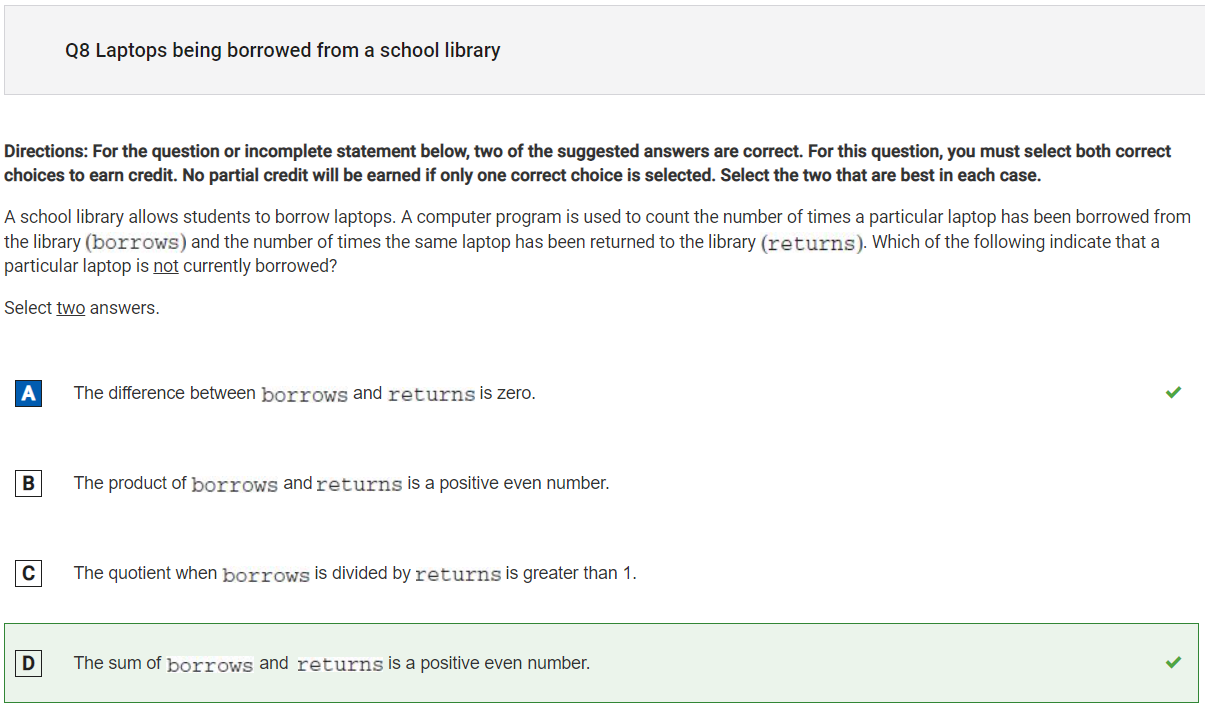 Q8 Laptops being borrowed from a school library
Directions: For the question or incomplete statement below, two of the suggested answers are correct. For this question, you must select both correct
choices to earn credit. No partial credit will be earned if only one correct choice is selected. Select the two that are best in each case.
A school library allows students to borrow laptops. A computer program is used to count the number of times a particular laptop has been borrowed from
the library (borrows) and the number of times the same laptop has been returned to the library (returns). Which of the following indicate that a
particular laptop is not currently borrowed?
Select two answers.
A The difference between borrows and returns is zero.
B The product of borrows and returns is a positive even number.
C The quotient when borrows is divided by returns is greater than 1.
D The sum of borrows and returns is a positive even number.